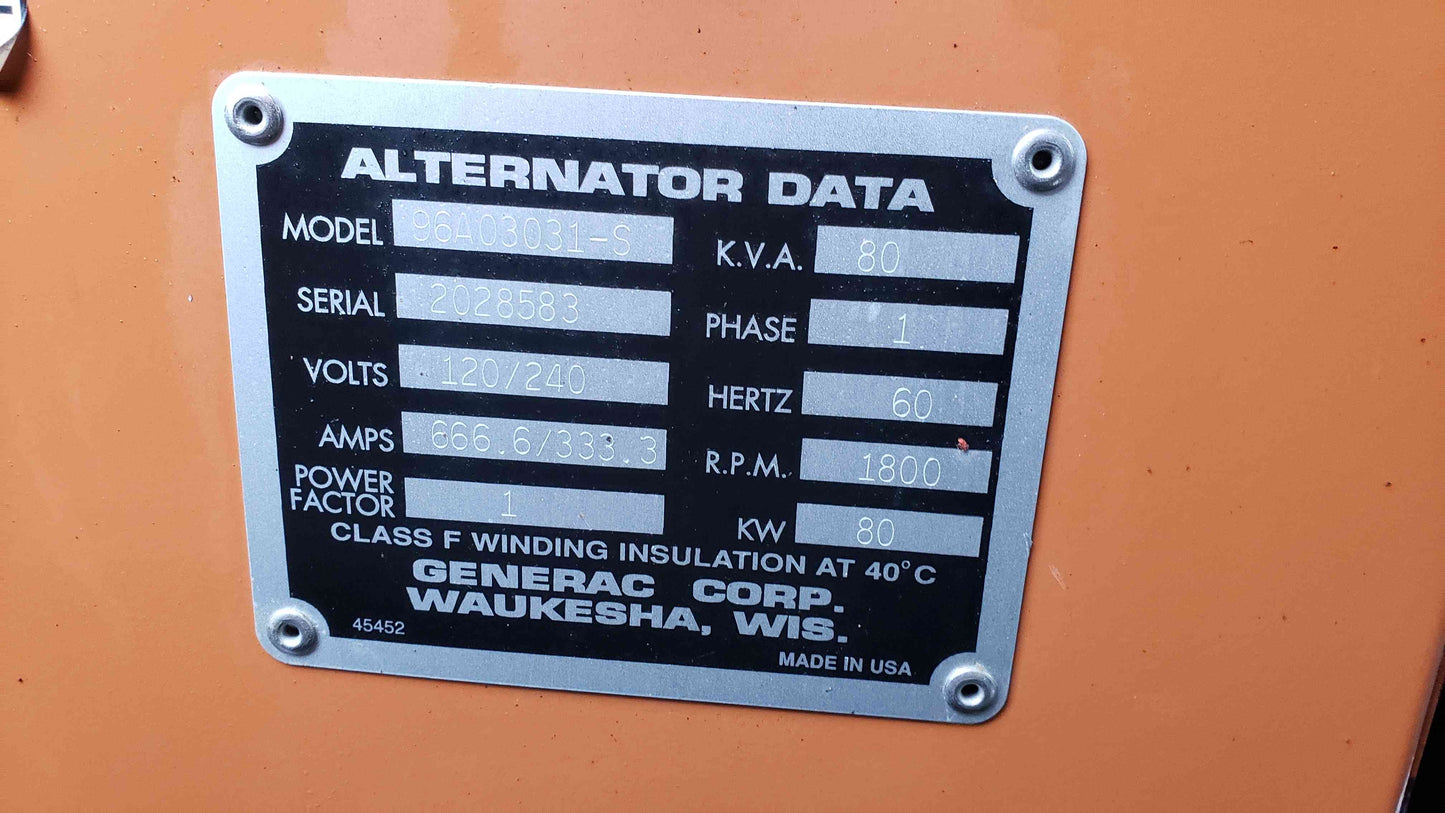 ALTERNATOR DATA
MODEL 96A03031-S
SERIAL 2028583
VOLTS 120/240
AMPS 666.6/333.3
POWER FACTOR 1
K.V.A. 80
PHASE 1
HERTZ 60
R.P.M. 1800
KW 80
CLASS F WINDING INSULATION AT 40°C
GENERAC CORP.
WAUKESHA, WIS.
45452
MADE IN USA